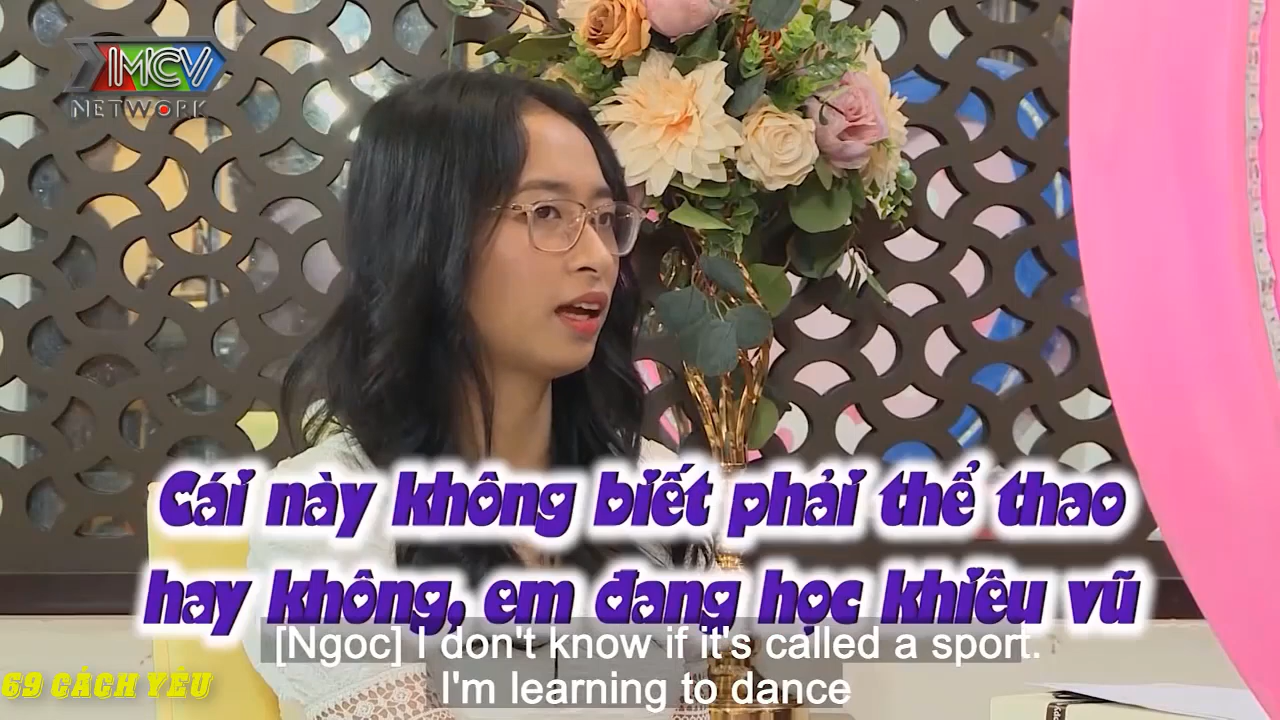 MCV
NETWORK
Cái này không biết phải thể thao
hay không, em đang học khiêu vũ
[Ngoc] I don't know if it's called a sport.
I'm learning to dance
69 CÁCH YÊU